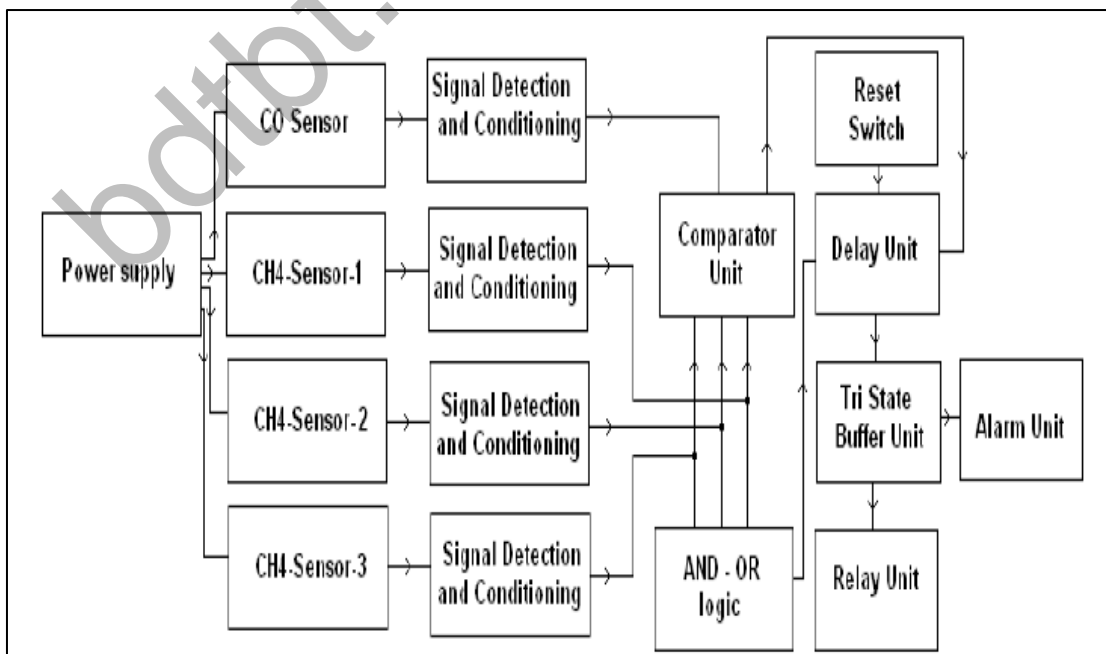 bdtbt.
CO Sensor
Signal Detection
and Conditioning
Reset
Switch
Power supply
CH4-Sensor-1
Signal Detection
and Conditioning
Comparator
Unit
Delay Unit
CH4-Sensor-2
Signal Detection
and Conditioning
Tri State
Buffer Unit
Alarm Unit
CH4-Sensor-3
Signal Detection
and Conditioning
AND - OR
logic
Relay Unit